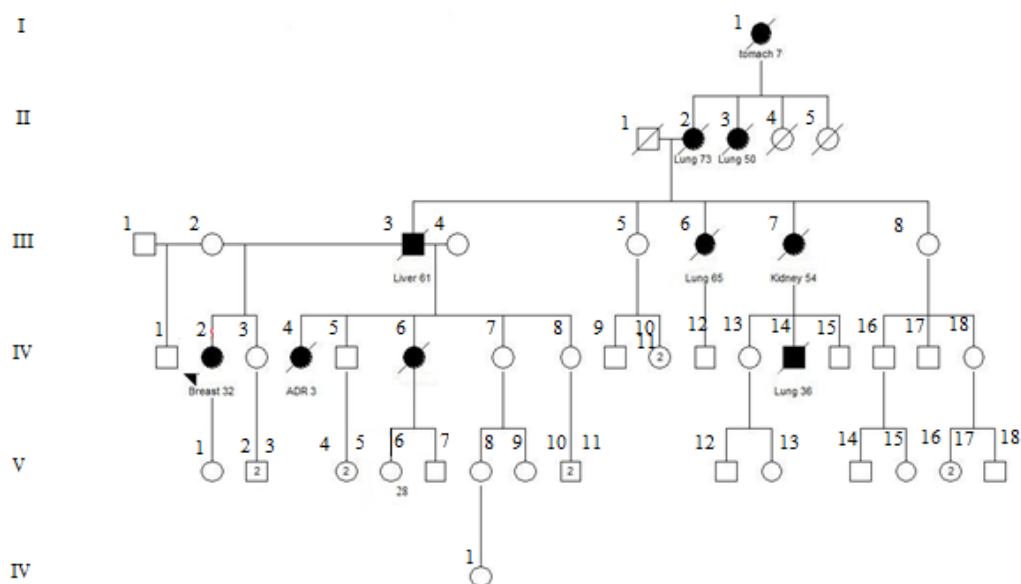 I
1
tomach 7
II
1 2 3 4 5
Lung 73 Lung 50
III
1 2 3 4 5 6 7 8
Liver 61 Lung 65 Kidney 54
IV
1 2 3 4 5 6 7 8 9 10 11 12 13 14 15 16 17 18
2
Breast 32 ADR 3 Lung 36
V
1 2 3 4 5 6 7 8 9 10 11 12 13 14 15 16 17 18
2 2 2 2
28
IV
1